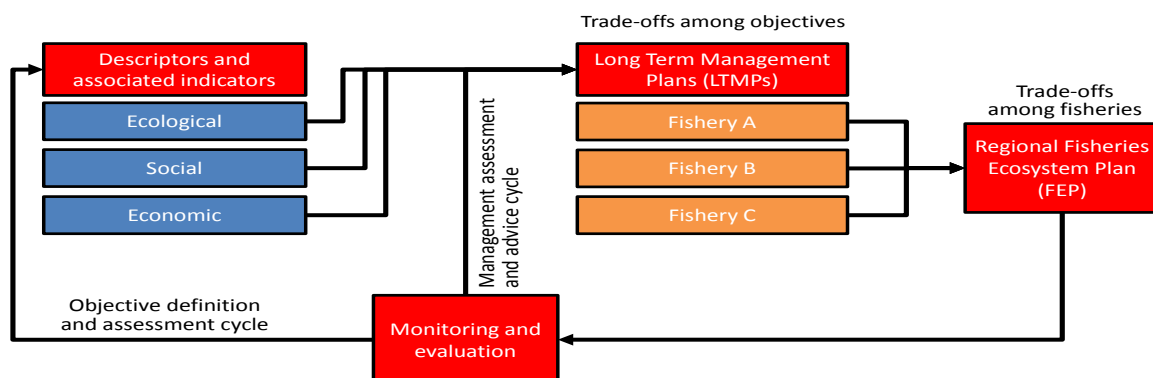 Trade-offs among objectives
Descriptors and
associated indicators
Ecological
Social
Economic
Long Term Management
Plans (LTMPs)
Fishery A
Fishery B
Fishery C
Trade-offs
among fisheries
Regional Fisheries
Ecosystem Plan
(FEP)
Management assessment
and advice cycle
Objective definition
and assessment cycle
Monitoring and
evaluation